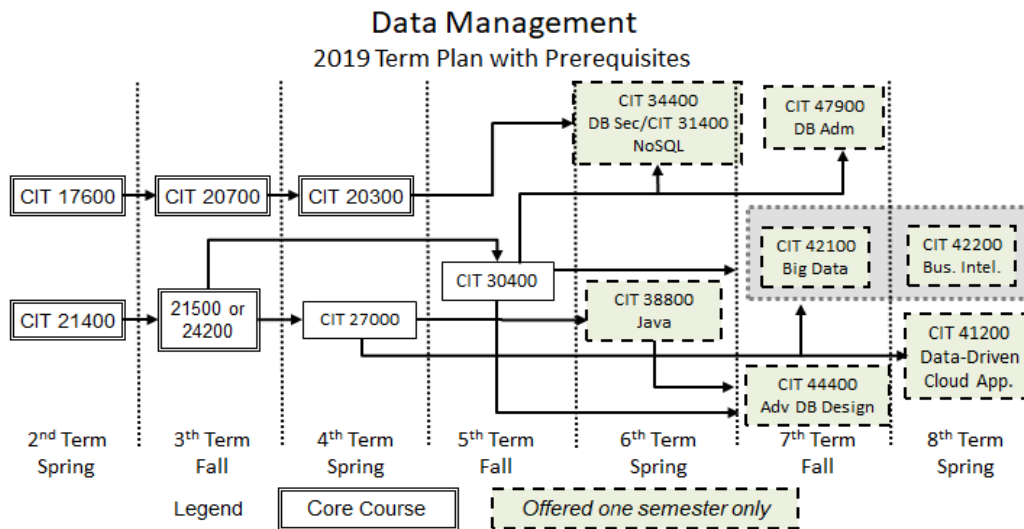 Data Management
2019 Term Plan with Prerequisites
CIT 34400
DB Sec/CIT 31400
NoSQL
CIT 47900
DB Adm
CIT 17600
CIT 20700
CIT 20300
CIT 30400
CIT 42100
Big Data
CIT 42200
Bus. Intel.
CIT 21400
21500 or
24200
CIT 27000
CIT 38800
Java
CIT 41200
Data-Driven
Cloud App.
CIT 44400
Adv DB Design
2nd Term
Spring
3th Term
Fall
4th Term
Spring
5th Term
Fall
6th Term
Spring
7th Term
Fall
8th Term
Spring
Legend
Core Course
Offered one semester only